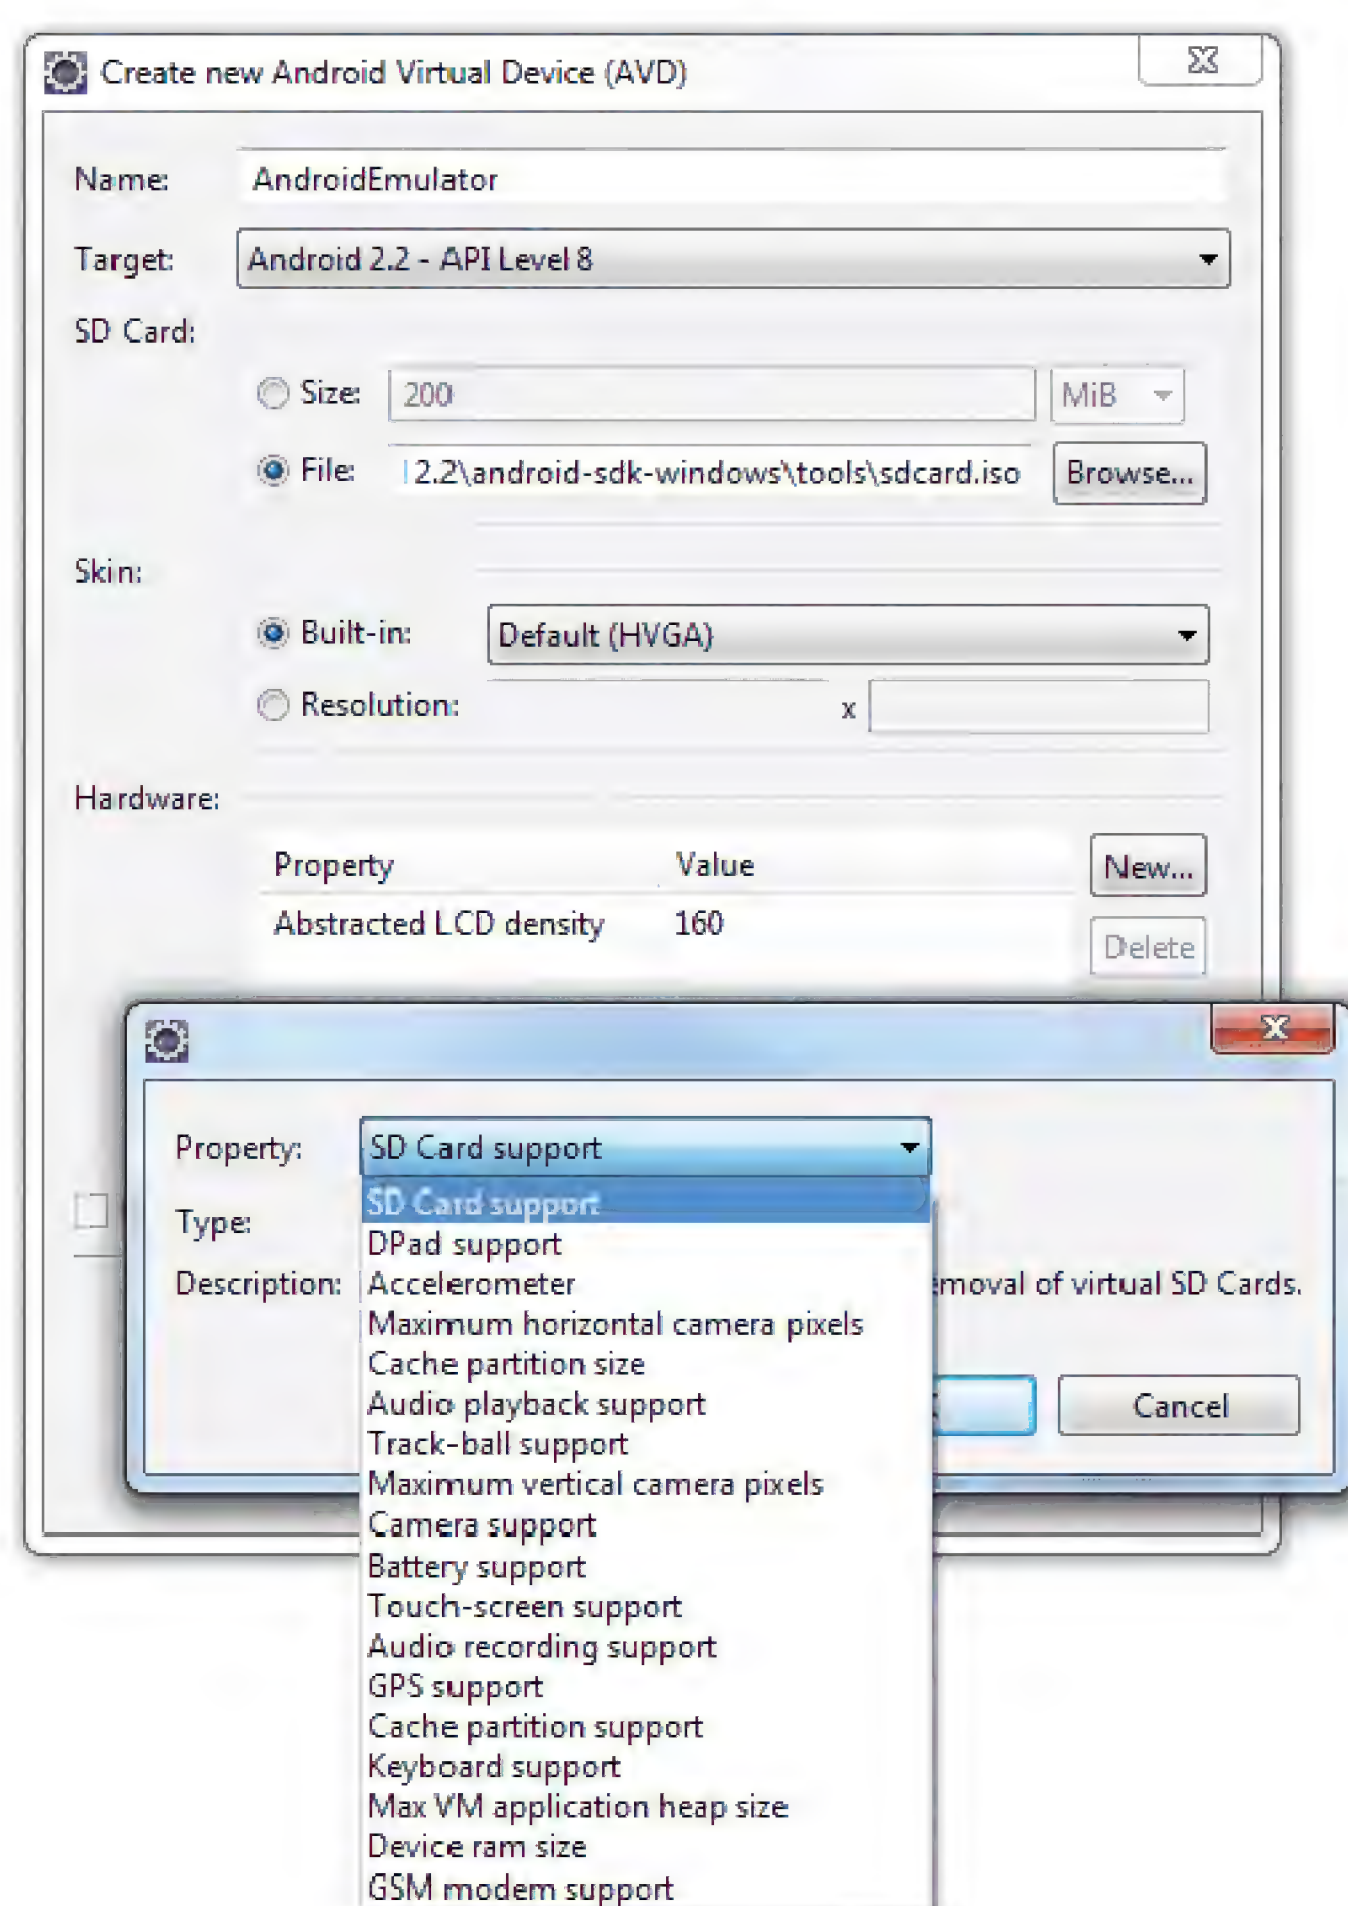 Create new Android Virtual Device (AVD)
Name: AndroidEmulator
Target: Android 2.2 - API Level 8
SD Card:
Size: 200 MiB
File: 2.2\android-sdk-windows\tools\sdcard.iso Browse...
Skin:
Built-in: Default (HVGA)
Resolution: x
Hardware:
Property Value New...
Abstracted LCD density 160 Delete
Property: SD Card support
SD Card support
Type:
DPad support
Description: Accelerometer moval of virtual SD Cards.
Maximum horizontal camera pixels
Cache partition size
Audio playback support Cancel
Track-ball support
Maximum vertical camera pixels
Camera support
Battery support
Touch-screen support
Audio recording support
GPS support
Cache partition support
Keyboard support
Max VM application heap size
Device ram size
GSM modem support